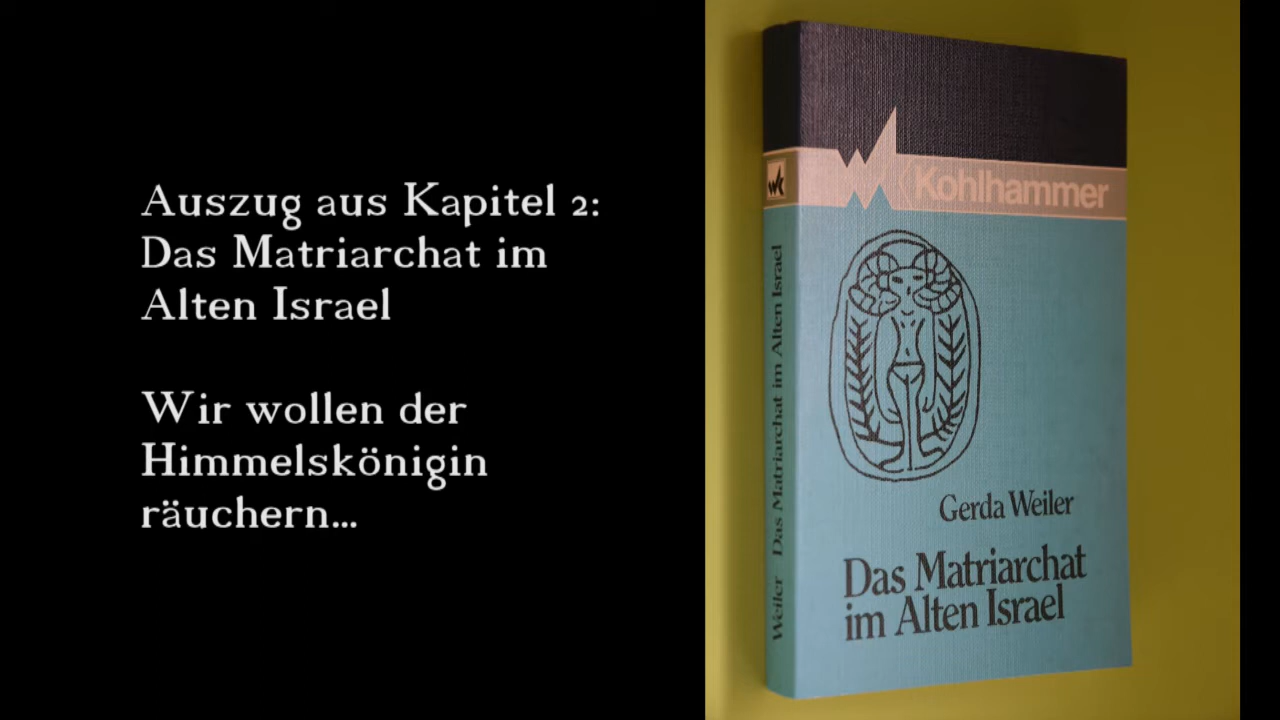 Auszug aus Kapitel 2:
Das Matriarchat im
Alten Israel
Wir wollen der
Himmelskönigin
räuchern...
wk
Kohlhammer
Weiler Das Matriarchat im Alten Israel
Gerda Weiler
Das Matriarchat
im Alten Israel